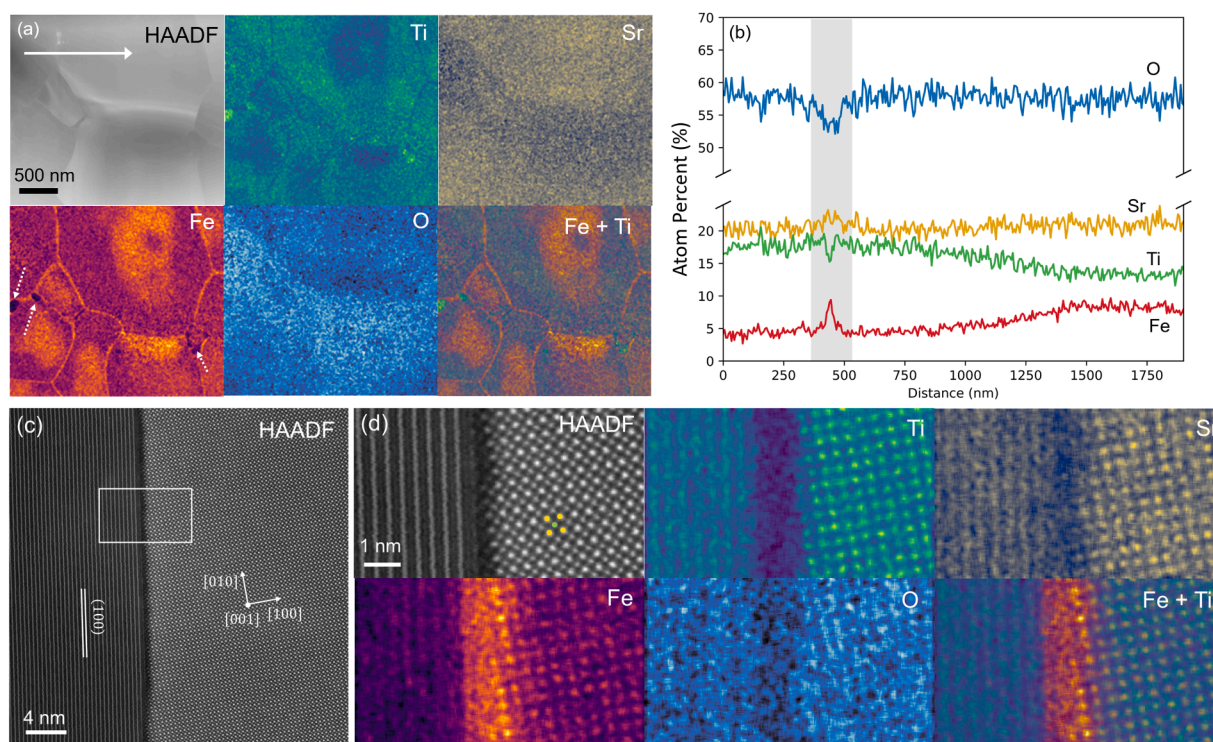 (a)
HAADF
Ti
Sr
500 nm
Fe
O
Fe + Ti
(b)
70
65
60
55
50
20
15
10
5
0
Atom Percent (%)
O
Sr
Ti
Fe
0 250 500 750 1000 1250 1500 1750
Distance (nm)
(c)
HAADF
(100)
[010]
[001]
[100]
4 nm
(d)
HAADF
Ti
Sr
1 nm
Fe
O
Fe + Ti